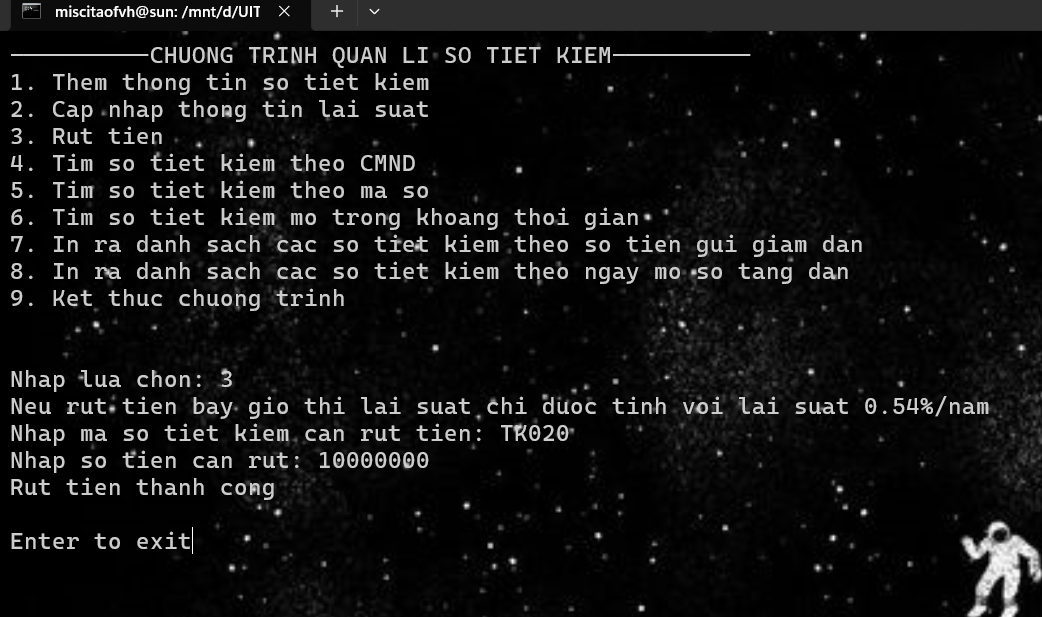 miscitaofvh@sun: /mnt/d/UIT
CHUONG TRINH QUAN LI SO TIET KIEM
1. Them thong tin so tiet kiem
2. Cap nhap thong tin lai suat
3. Rut tien
4. Tim so tiet kiem theo CMND
5. Tim so tiet kiem theo ma so
6. Tim so tiet kiem mo trong khoang thoi gian
7. In ra danh sach cac so tiet kiem theo so tien gui giam dan
8. In ra danh sach cac so tiet kiem theo ngay mo so tang dan
9. Ket thuc chuong trinh
Nhap lua chon: 3
Neu rut tien bay gio thi lai suat chi duoc tinh voi lai suat 0.54%/nam
Nhap ma so tiet kiem can rut tien: TK020
Nhap so tien can rut: 10000000
Rut tien thanh cong
Enter to exit